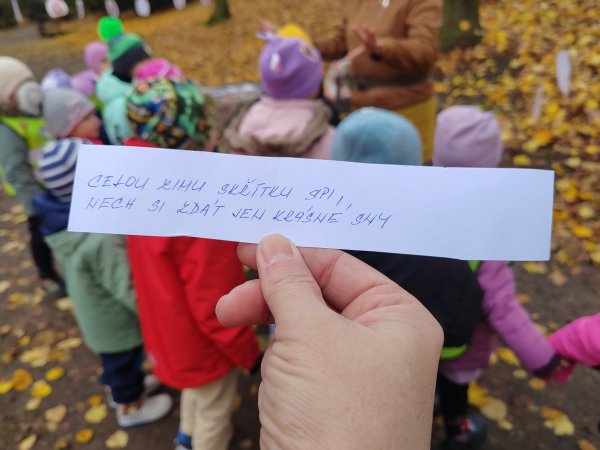 CELOU ZIMU SKŘÍTKU SPI,
NECH SI ZDÁT JEN KRÁSNÉ SNY